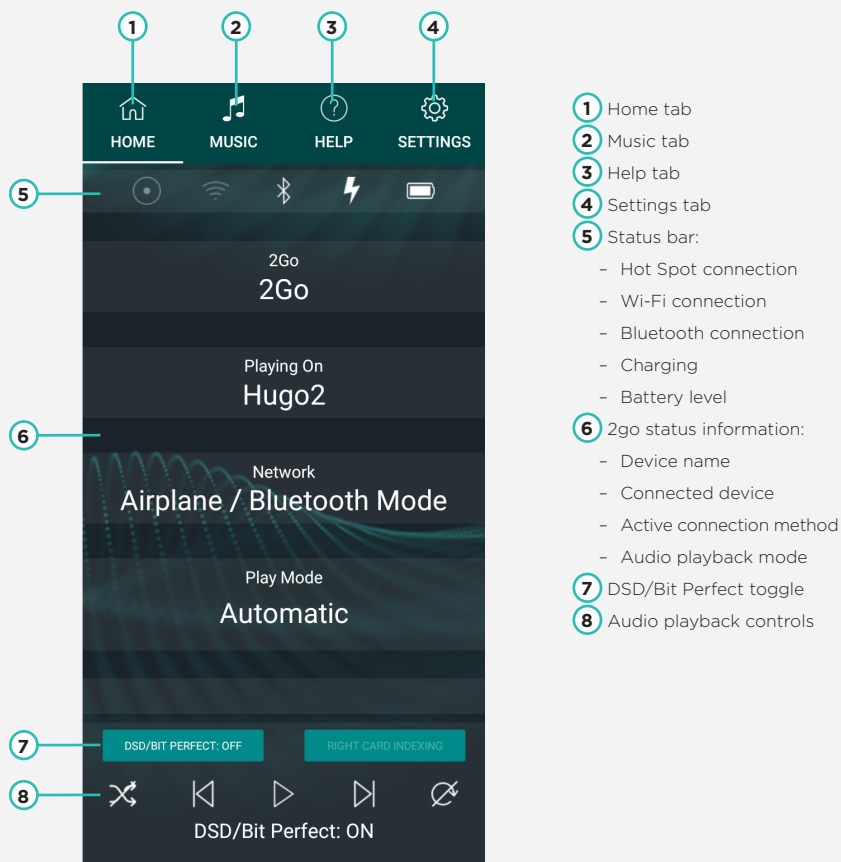 1 2 3 4
HOME MUSIC HELP SETTINGS
5
2Go
2Go
Playing On
Hugo2
6
Network
Airplane / Bluetooth Mode
Play Mode
Automatic
7 DSD/BIT PERFECT: OFF RIGHT CARD INDEXING
8
DSD/Bit Perfect: ON
1 Home tab
2 Music tab
3 Help tab
4 Settings tab
5 Status bar:
– Hot Spot connection
– Wi-Fi connection
– Bluetooth connection
– Charging
– Battery level
6 2go status information:
– Device name
– Connected device
– Active connection method
– Audio playback mode
7 DSD/Bit Perfect toggle
8 Audio playback controls